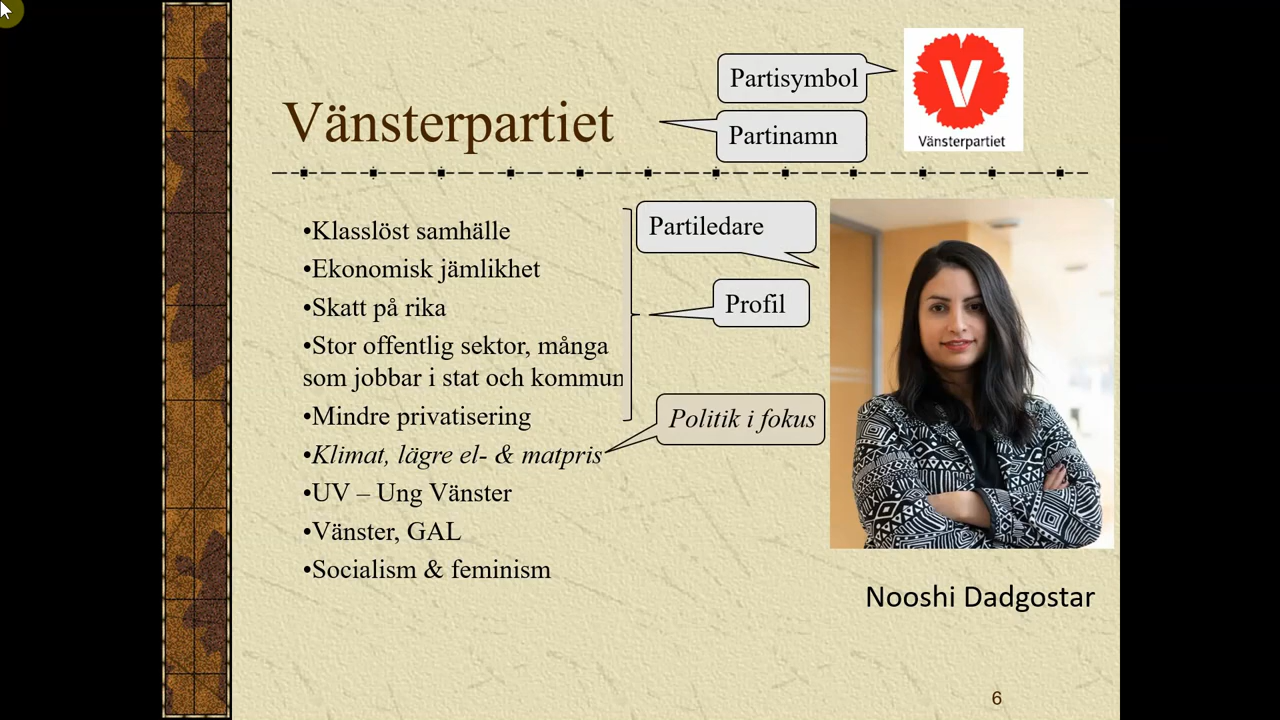 Partisymbol
V
Vänsterpartiet
Vänsterpartiet
Partinamn
•Klasslöst samhälle
•Ekonomisk jämlikhet
•Skatt på rika
•Stor offentlig sektor, många
som jobbar i stat och kommun
•Mindre privatisering
•Klimat, lägre el- & matpris
•UV – Ung Vänster
•Vänster, GAL
•Socialism & feminism
Partiledare
Profil
Politik i fokus
Nooshi Dadgostar
6